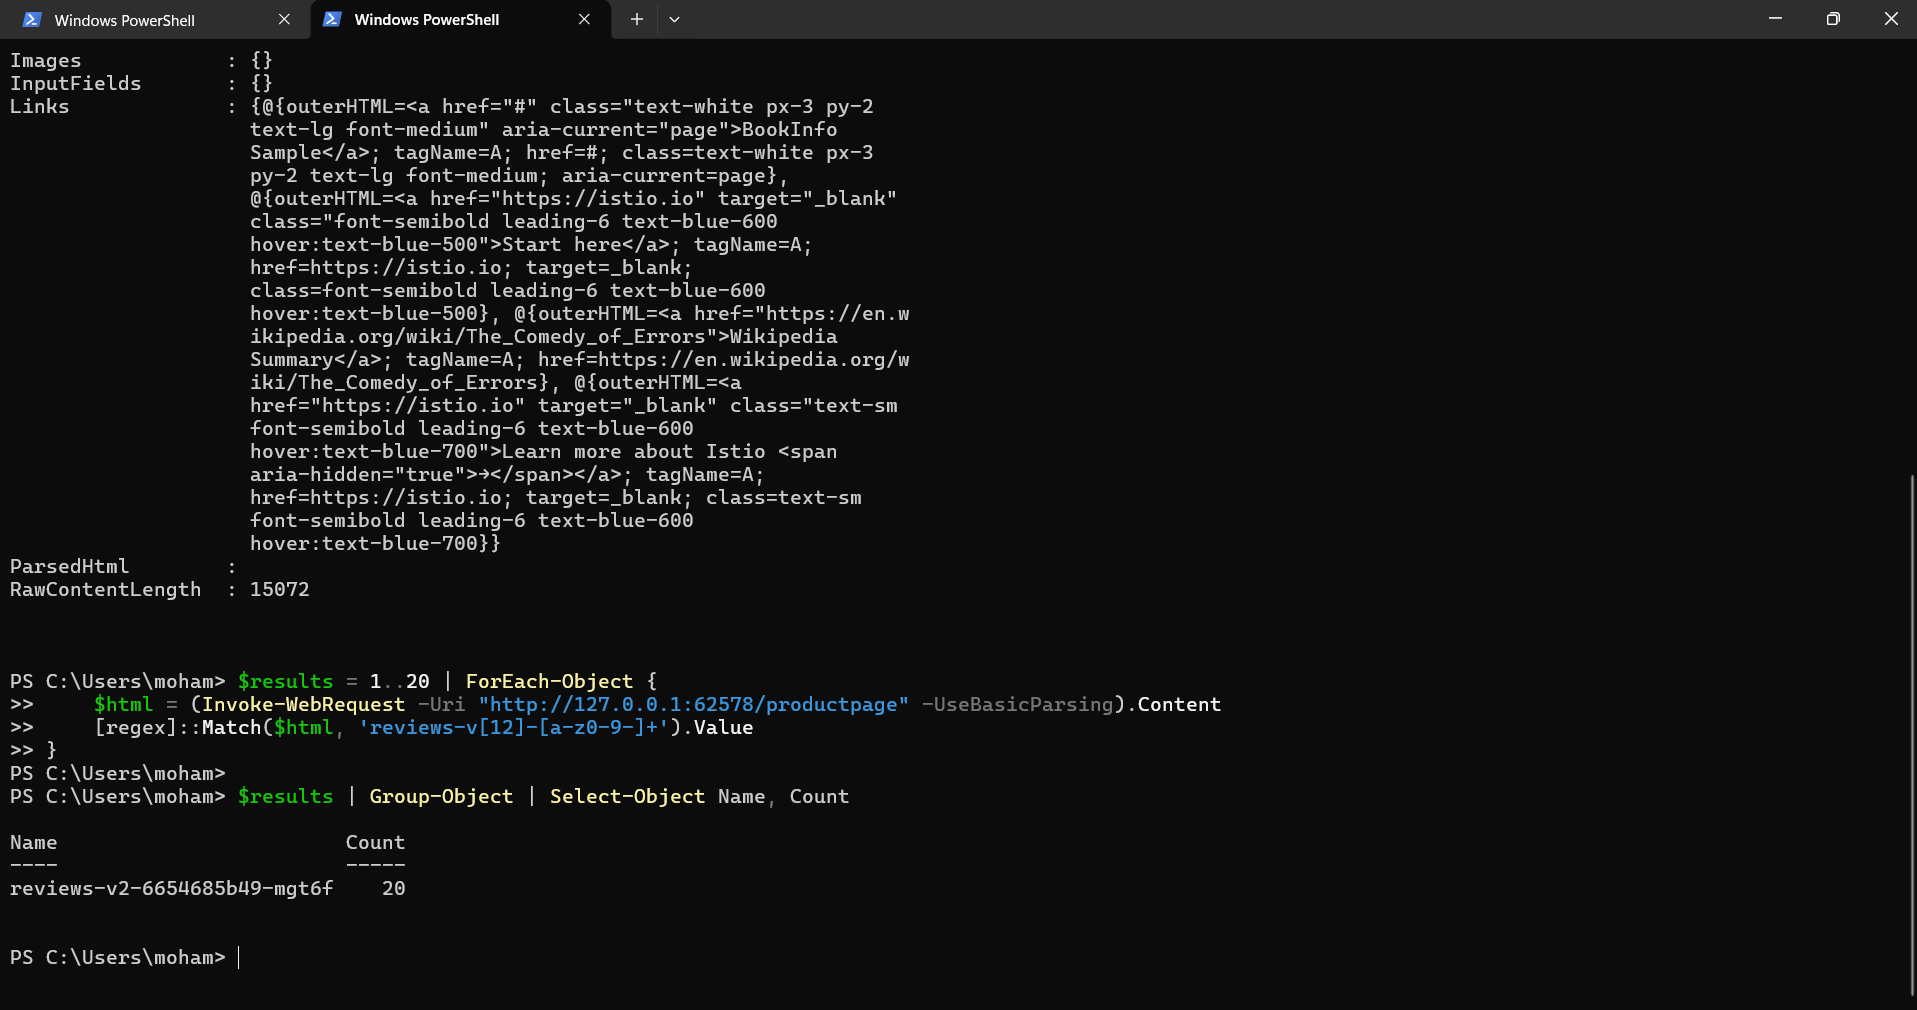 Windows PowerShell
Windows PowerShell
Images            : {}
InputFields       : {}
Links             : {@{outerHTML=<a href="#" class="text-white px-3 py-2
                    text-lg font-medium" aria-current="page">BookInfo
                    Sample</a>; tagName=A; href=#; class=text-white px-3
                    py-2 text-lg font-medium; aria-current=page},
                    @{outerHTML=<a href="https://istio.io" target="_blank"
                    class="font-semibold leading-6 text-blue-600
                    hover:text-blue-500">Start here</a>; tagName=A;
                    href=https://istio.io; target=_blank;
                    class=font-semibold leading-6 text-blue-600
                    hover:text-blue-500}, @{outerHTML=<a href="https://en.w
                    ikipedia.org/wiki/The_Comedy_of_Errors">Wikipedia
                    Summary</a>; tagName=A; href=https://en.wikipedia.org/w
                    iki/The_Comedy_of_Errors}, @{outerHTML=<a
                    href="https://istio.io" target="_blank" class="text-sm
                    font-semibold leading-6 text-blue-600
                    hover:text-blue-700">Learn more about Istio <span
                    aria-hidden="true">→</span></a>; tagName=A;
                    href=https://istio.io; target=_blank; class=text-sm
                    font-semibold leading-6 text-blue-600
                    hover:text-blue-700}}
ParsedHtml        :
RawContentLength  : 15072
PS C:\Users\moham> $results = 1..20 | ForEach-Object {
>>     $html = (Invoke-WebRequest -Uri "http://127.0.0.1:62578/productpage" -UseBasicParsing).Content
>>     [regex]::Match($html, 'reviews-v[12]-[a-z0-9-]+').Value
>> }
PS C:\Users\moham>
PS C:\Users\moham> $results | Group-Object | Select-Object Name, Count
Name                        Count
----                        -----
reviews-v2-6654685b49-mgt6f    20
PS C:\Users\moham>